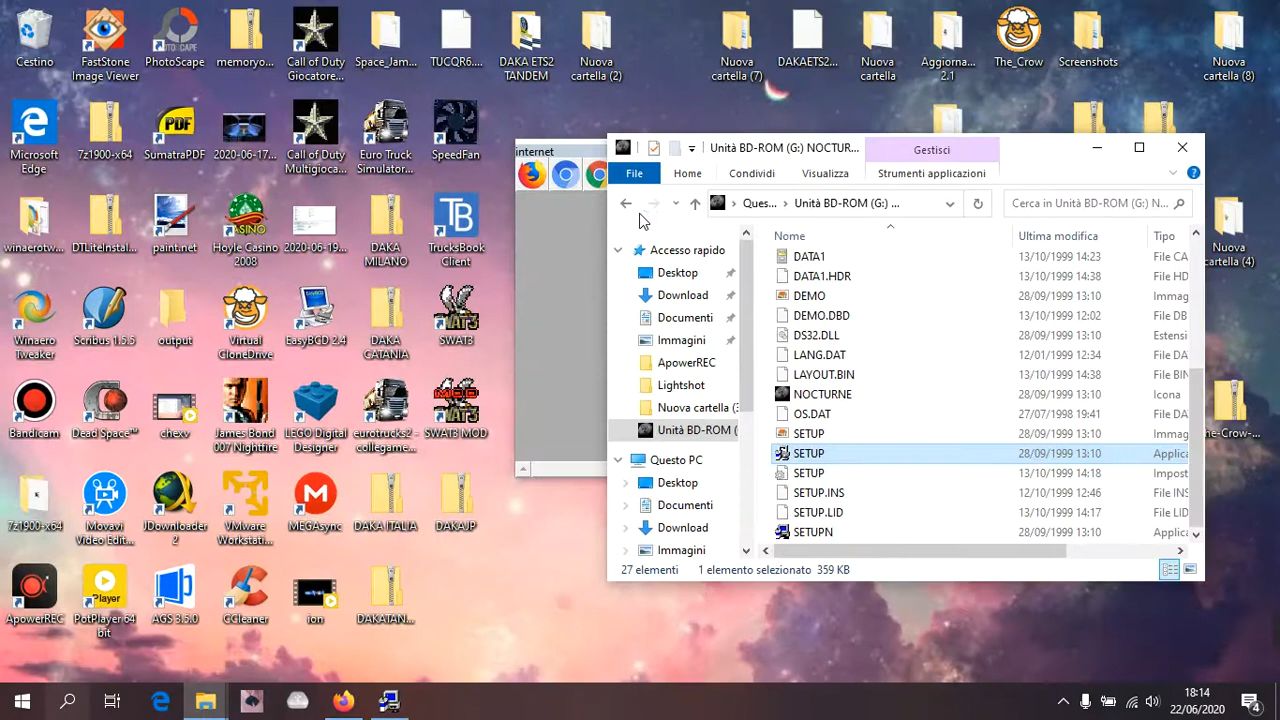 Cestino
FastStone
Image Viewer
PhotoScape
memoryo...
Call of Duty
Giocatore...
Space_Jam...
TUCQR6....
DAKA ETS2
TANDEM
Nuova
cartella (2)
Nuova
cartella (7)
DAKAETS2...
Nuova
cartella
Aggiorna...
2.1
The_Crow
Screenshots
Nuova
cartella (8)
Microsoft
Edge
7z1900-x64
SumatraPDF
2020-06-17...
Call of Duty
Multigioca...
Euro Truck
Simulator...
SpeedFan
winaerotw...
DTLiteInstal...
paint.net
Hoyle Casino
2008
2020-06-19...
DAKA
MILANO
TrucksBook
Client
Nuova
cartella (4)
Winaero
Tweaker
Scribus 1.5.5
output
Virtual
CloneDrive
EasyBCD 2.4
DAKA
CATANIA
SWAT3
Bandicam
Dead Space™
chexv
James Bond
007 Nightfire
LEGO Digital
Designer
eurotrucks2 -
collegame...
SWAT3 MOD
he-Crow-...
7z1900-x64
Movavi
Video Edit...
JDownloader
2
VMware
Workstati...
MEGAsync
DAKA ITALIA
DAKAJP
ApowerREC
PotPlayer 64
bit
AGS 3.5.0
CCleaner
ion
DAKATAN...
internet
Unità BD-ROM (G:) NOCTUR...
Gestisci
File
Home
Condividi
Visualizza
Strumenti applicazioni
Ques...
Unità BD-ROM (G:) ...
Cerca in Unità BD-ROM (G:) N...
Accesso rapido
Desktop
Download
Documenti
Immagini
ApowerREC
Lightshot
Nuova cartella (3
Unità BD-ROM (
Questo PC
Desktop
Documenti
Download
Immagini
Nome Ultima modifica Tipo
DATA1 13/10/1999 14:23 File CA
DATA1.HDR 13/10/1999 14:38 File HD
DEMO 28/09/1999 13:10 Immag
DEMO.DBD 13/10/1999 12:02 File DB
DS32.DLL 28/09/1999 13:10 Estensi
LANG.DAT 12/01/1999 12:34 File DA
LAYOUT.BIN 13/10/1999 14:38 File BIN
NOCTURNE 28/09/1999 13:10 Icona
OS.DAT 27/07/1998 19:41 File DA
SETUP 28/09/1999 13:10 Immag
SETUP 28/09/1999 13:10 Applica
SETUP 13/10/1999 14:18 Impost
SETUP.INS 12/10/1999 12:46 File INS
SETUP.LID 13/10/1999 14:17 File LID
SETUPN 28/09/1999 13:10 Applica
27 elementi 1 elemento selezionato 359 KB
18:14
22/06/2020
4